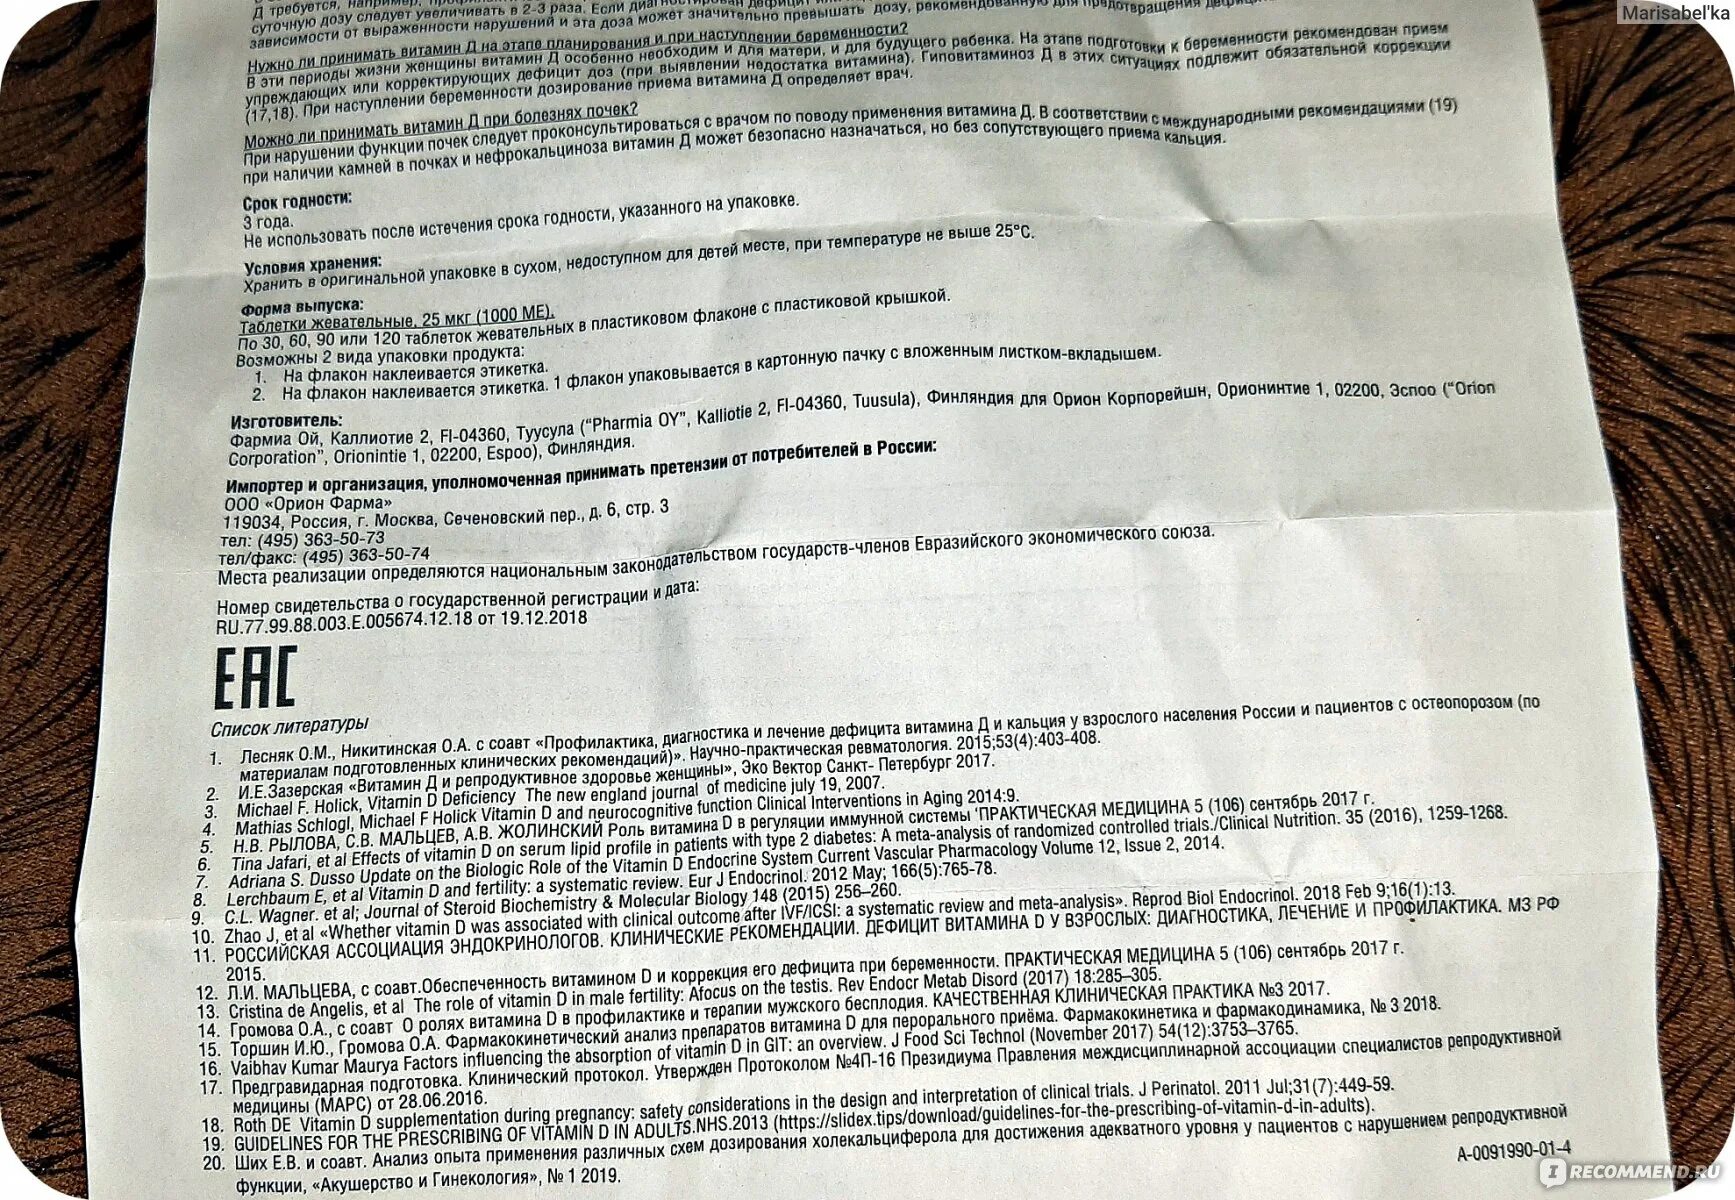 Marisabel'ka
Д требуется, например,
суточную дозу следует увеличивать в 2-3 раза. Если диагностирован дефицит
зависимости от выраженности нарушений и эта доза может значительно превышать дозу, рекомендованную для предотвращения
Нужно ли принимать витамин Д на этапе планирования и при наступлении беременности?
В эти периоды жизни женщины витамин Д особенно необходим и для матери, и для будущего ребенка. На этапе подготовки к беременности рекомендован прием
упреждающих или корректирующих дефицит доз (при выявлении недостатка витамина). Гиповитаминоз Д в этих ситуациях подлежит обязательной коррекции
(17,18). При наступлении беременности дозирование приема витамина Д определяет врач.
Можно ли принимать витамин Д при болезнях почек?
При нарушении функции почек следует проконсультироваться с врачом по поводу применения витамина Д. В соответствии с международными рекомендациями (19)
при наличии камней в почках и нефрокальциноза витамин Д может безопасно назначаться, но без сопутствующего приема кальция.
Срок годности:
3 года.
Не использовать после истечения срока годности, указанного на упаковке.
Условия хранения:
Хранить в оригинальной упаковке в сухом, недоступном для детей месте, при температуре не выше 25°С.
Форма выпуска:
Таблетки жевательные, 25 мкг (1000 МЕ).
По 30, 60, 90 или 120 таблеток жевательных в пластиковом флаконе с пластиковой крышкой.
Возможны 2 вида упаковки продукта:
1. На флакон наклеивается этикетка.
2. На флакон наклеивается этикетка. 1 флакон упаковывается в картонную пачку с вложенным листком-вкладышем.
Изготовитель:
Фармиа Ой, Каллиотие 2, FI-04360, Туусула (“Pharmia OY”, Kalliotie 2, FI-04360, Tuusula), Финляндия для Орион Корпорейшн, Орионинтие 1, 02200, Эспоо (“Orion
Corporation”, Orionintie 1, 02200, Espoo), Финляндия.
Импортер и организация, уполномоченная принимать претензии от потребителей в России:
ООО «Орион Фарма»
119034, Россия, г. Москва, Сеченовский пер., д. 6, стр. 3
тел: (495) 363-50-73
тел/факс: (495) 363-50-74
Места реализации определяются национальным законодательством государств-членов Евразийского экономического союза.
Номер свидетельства о государственной регистрации и дата:
RU.77.99.88.003.E.005674.12.18 от 19.12.2018
EAC
Список литературы
1. Лесняк О.М., Никитинская О.А. с соавт «Профилактика, диагностика и лечение дефицита витамина Д и кальция у взрослого населения России и пациентов с остеопорозом (по
материалам подготовленных клинических рекомендаций)». Научно-практическая ревматология. 2015;53(4):403-408.
2. И.Е.Зазерская «Витамин Д и репродуктивное здоровье женщины», Эко Вектор Санкт- Петербург 2017.
3. Michael F. Holick, Vitamin D Deficiency The new england journal of medicine july 19, 2007.
4. Mathias Schlogl, Michael F Holick Vitamin D and neurocognitive function Clinical Interventions in Aging 2014:9.
5. Н.В. РЫЛОВА, С.В. МАЛЬЦЕВ, А.В. ЖОЛИНСКИЙ Роль витамина D в регуляции иммунной системы ‘ПРАКТИЧЕСКАЯ МЕДИЦИНА 5 (106) сентябрь 2017 г.
6. Tina Jafari, et al Effects of vitamin D on serum lipid profile in patients with type 2 diabetes: A meta-analysis of randomized controlled trials./Clinical Nutrition. 35 (2016), 1259-1268.
7. Adriana S. Dusso Update on the Biologic Role of the Vitamin D Endocrine System Current Vascular Pharmacology Volume 12, Issue 2, 2014.
8. Lerchbaum E, et al Vitamin D and fertility: a systematic review. Eur J Endocrinol. 2012 May; 166(5):765-78.
9. C.L. Wagner. et al; Journal of Steroid Biochemistry & Molecular Biology 148 (2015) 256–260.
10. Zhao J, et al «Whether vitamin D was associated with clinical outcome after IVF/ICSI: a systematic review and meta-analysis». Reprod Biol Endocrinol. 2018 Feb 9;16(1):13.
11. РОССИЙСКАЯ АССОЦИАЦИЯ ЭНДОКРИНОЛОГОВ. КЛИНИЧЕСКИЕ РЕКОМЕНДАЦИИ. ДЕФИЦИТ ВИТАМИНА D У ВЗРОСЛЫХ: ДИАГНОСТИКА, ЛЕЧЕНИЕ И ПРОФИЛАКТИКА. МЗ РФ
2015.
12. Л.И. МАЛЬЦЕВА, с соавт.Обеспеченность витамином D и коррекция его дефицита при беременности. ПРАКТИЧЕСКАЯ МЕДИЦИНА 5 (106) сентябрь 2017 г.
13. Cristina de Angelis, et al The role of vitamin D in male fertility: Afocus on the testis. Rev Endocr Metab Disord (2017) 18:285–305.
14. Громова О.А., с соавт О ролях витамина D в профилактике и терапии мужского бесплодия. КАЧЕСТВЕННАЯ КЛИНИЧЕСКАЯ ПРАКТИКА №3 2017.
15. Торшин И.Ю., Громова О.А. Фармакокинетический анализ препаратов витамина D для перорального приёма. Фармакокинетика и фармакодинамика, № 3 2018.
16. Vaibhav Kumar Maurya Factors influencing the absorption of vitamin D in GIT: an overview. J Food Sci Technol (November 2017) 54(12):3753–3765.
17. Предгравидарная подготовка. Клинический протокол. Утвержден Протоколом №4П-16 Президиума Правления междисциплинарной ассоциации специалистов репродуктивной
медицины (МАРС) от 28.06.2016.
18. Roth DE Vitamin D supplementation during pregnancy: safety considerations in the design and interpretation of clinical trials. J Perinatol. 2011 Jul;31(7):449-59.
19. GUIDELINES FOR THE PRESCRIBING OF VITAMIN D IN ADULTS.NHS.2013 (https://slidex.tips/download/guidelines-for-the-prescribing-of-vitamin-d-in-adults).
20. Ших Е.В. и соавт. Анализ опыта применения различных схем дозирования холекальциферола для достижения адекватного уровня у пациентов с нарушением репродуктивной
функции, «Акушерство и Гинекология», № 1 2019.
A-0091990-01-4
IRECOMMEND.RU